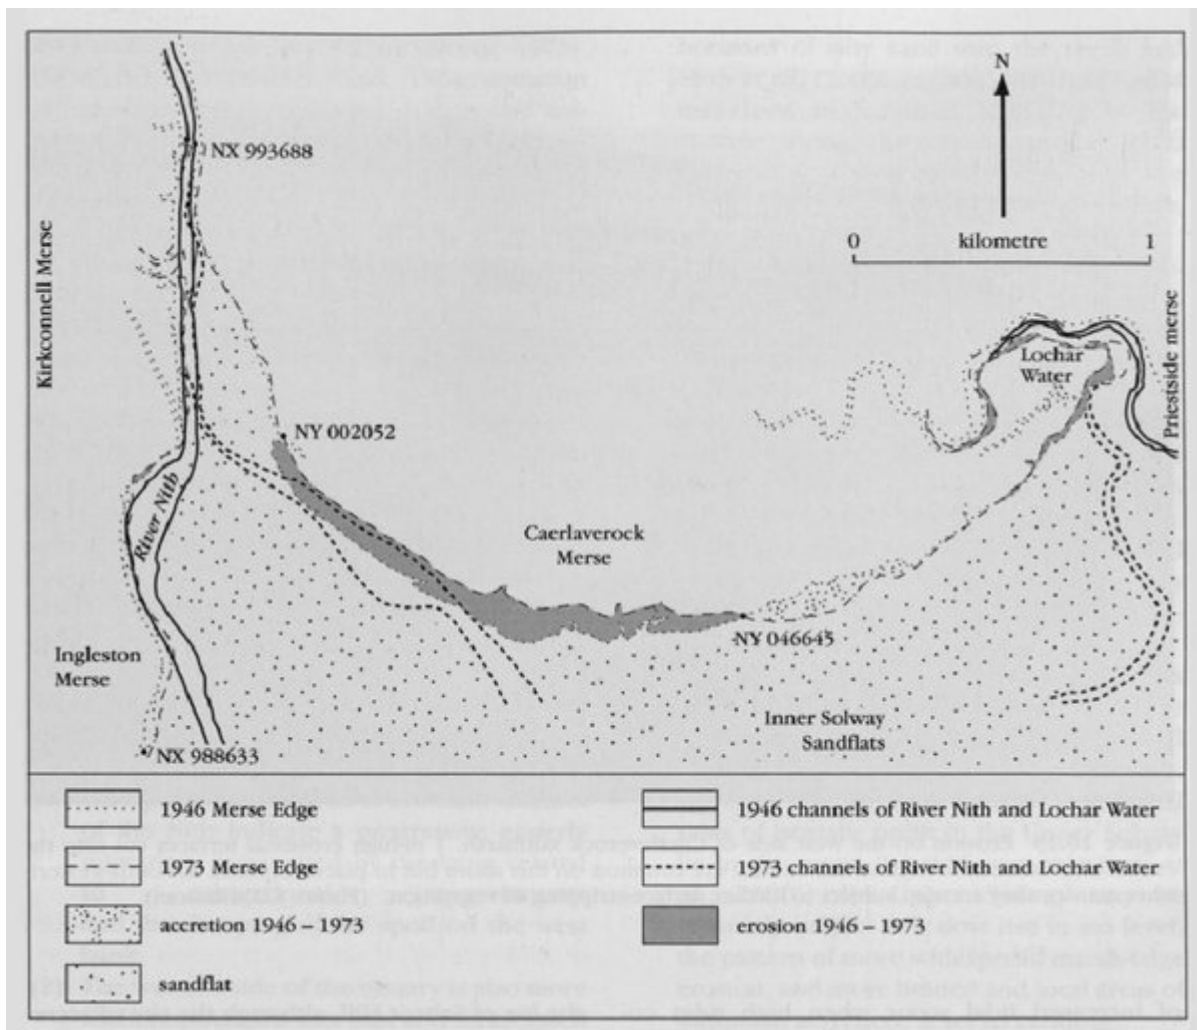 N
NX 993688
0 kilometre 1
Kirkconnell Merse
Lochar
Water
Priestside merse
NY 002052
River Nith
Caerlaverock
Merse
NY 046645
Ingleston
Merse
Inner Solway
Sandflats
NX 988633
1946 Merse Edge
1946 channels of River Nith and Lochar Water
1973 Merse Edge
1973 channels of River Nith and Lochar Water
accretion 1946 – 1973
erosion 1946 – 1973
sandflat